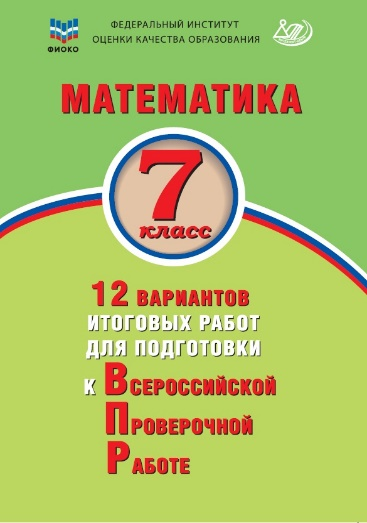 ФЕДЕРАЛЬНЫЙ ИНСТИТУТ
ОЦЕНКИ КАЧЕСТВА ОБРАЗОВАНИЯ
ФИОКО
МАТЕМАТИКА
7
класс
12 ВАРИАНТОВ
ИТОГОВЫХ РАБОТ
ДЛЯ ПОДГОТОВКИ
К ВСЕРОССИЙСКОЙ
ПРОВЕРОЧНОЙ
РАБОТЕ